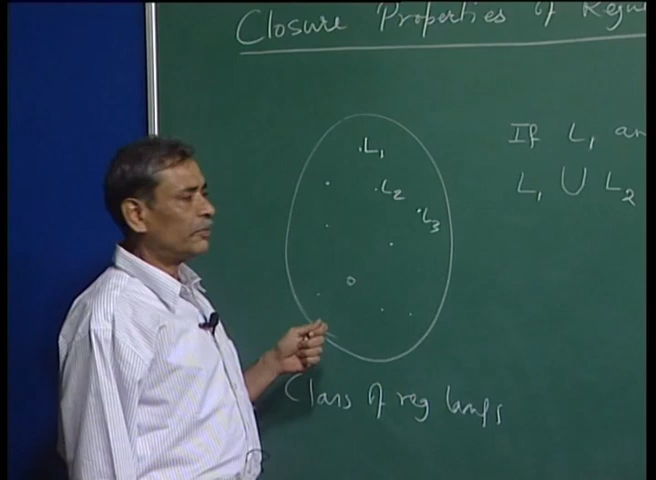 Closure Properties of Regu
If L₁ an
L₁ ∪ L₂
.L₁
.L₂
.L₃
Class of reg langs